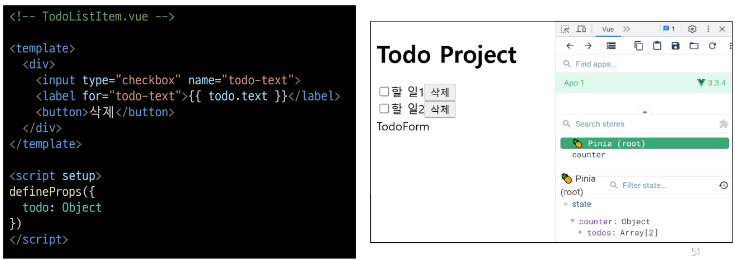 <!-- TodoListItem.vue -->
<template>
<div>
<input type="checkbox" name="todo-text">
<label for="todo-text">{{ todo.text }}</label>
<button>삭제</button>
</div>
</template>
<script setup>
defineProps({
todo: Object
})
</script>
Todo Project
할 일1 삭제
할 일2 삭제
TodoForm
Vue
1
Find apps...
App 1
3.3.4
Search stores
Pinia (root)
counter
Pinia (root)
Filter state...
state
counter: Object
todos: Array[2]
51